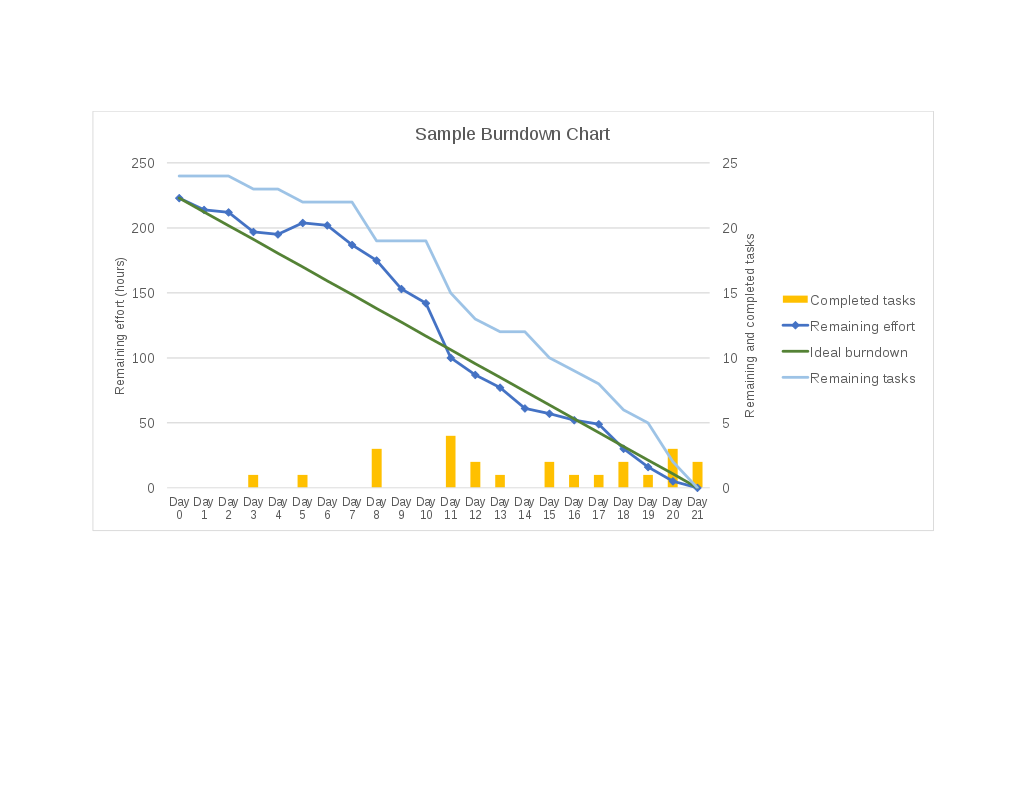 Sample Burndown Chart
250
200
150
100
50
0
Remaining effort (hours)
25
20
15
10
5
0
Remaining and completed tasks
Day Day Day Day Day Day Day Day Day Day Day Day Day Day Day Day Day Day Day Day Day Day
0 1 2 3 4 5 6 7 8 9 10 11 12 13 14 15 16 17 18 19 20 21
Completed tasks
Remaining effort
Ideal burndown
Remaining tasks